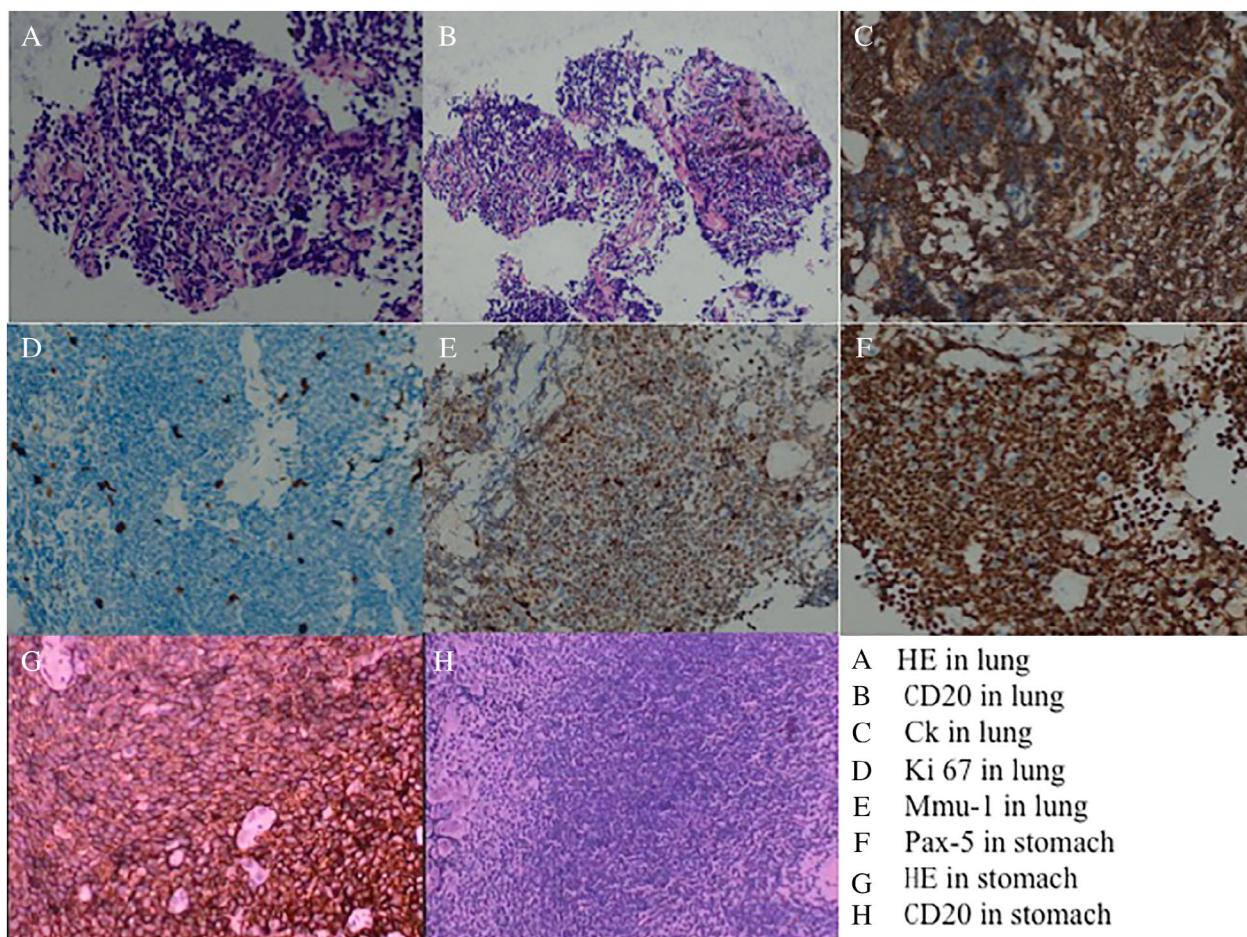 A
B
C
D
E
F
G
H
A HE in lung
B CD20 in lung
C Ck in lung
D Ki 67 in lung
E Mmu-1 in lung
F Pax-5 in stomach
G HE in stomach
H CD20 in stomach